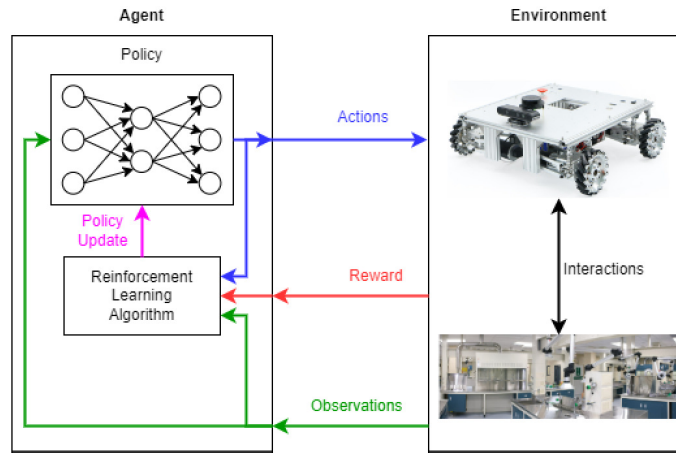 Agent
Environment
Policy
Actions
Policy
Update
Reinforcement
Learning
Algorithm
Reward
Interactions
Observations